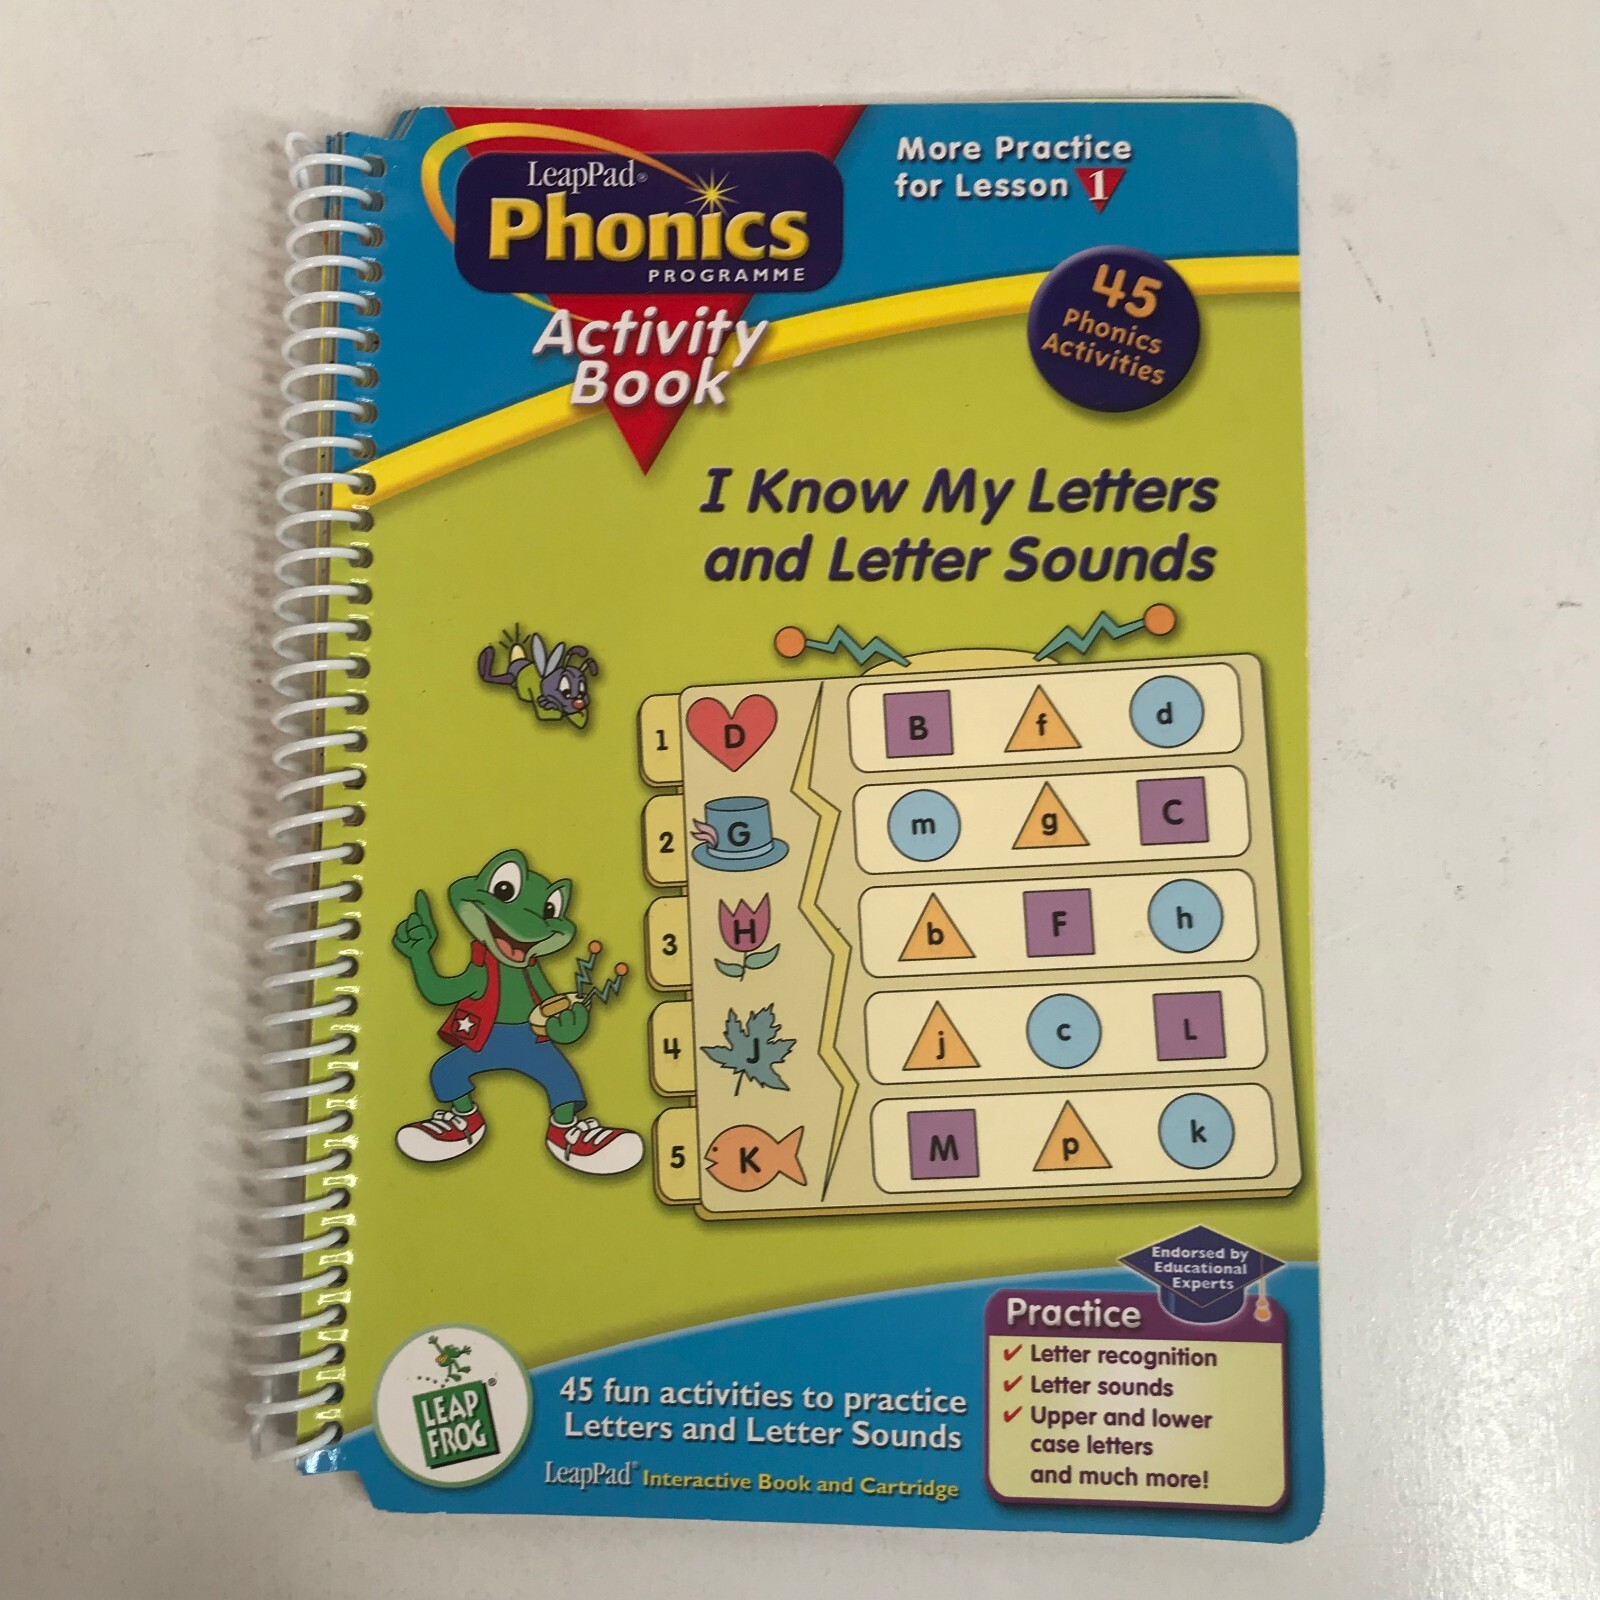 LeapPad®
Phonics
PROGRAMME
Activity
Book
More Practice
for Lesson 1
45
Phonics
Activities
I Know My Letters
and Letter Sounds
1 D B f d
2 G m g C
3 H b F h
4 J j c L
5 K M p k
Endorsed by
Educational
Experts
Practice
✓ Letter recognition
✓ Letter sounds
✓ Upper and lower
case letters
and much more!
LEAP
FROG®
45 fun activities to practice
Letters and Letter Sounds
LeapPad® Interactive Book and Cartridge